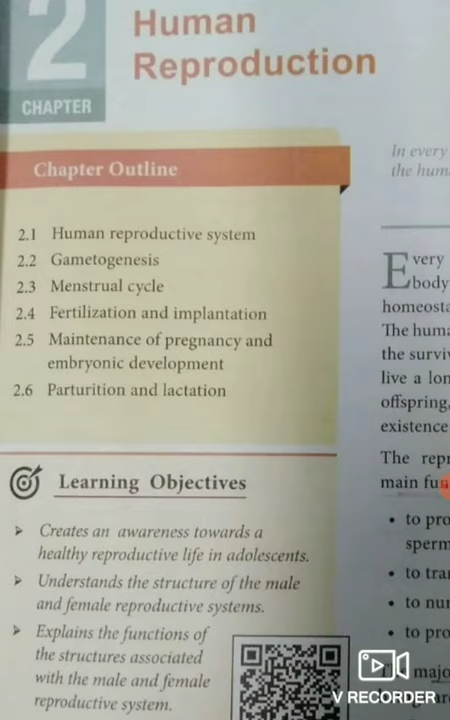 2
CHAPTER
Human
Reproduction
Chapter Outline
2.1 Human reproductive system
2.2 Gametogenesis
2.3 Menstrual cycle
2.4 Fertilization and implantation
2.5 Maintenance of pregnancy and
embryonic development
2.6 Parturition and lactation
Learning Objectives
➤ Creates an awareness towards a
healthy reproductive life in adolescents.
➤ Understands the structure of the male
and female reproductive systems.
➤ Explains the functions of
the structures associated
with the male and female
reproductive system.
In every
the hum
Every
body
homeosta
The huma
the surviv
live a lon
offspring,
existence
The repr
main fu
• to pro
sperm
• to tra
• to nur
• to pro
majo
V RECORDER